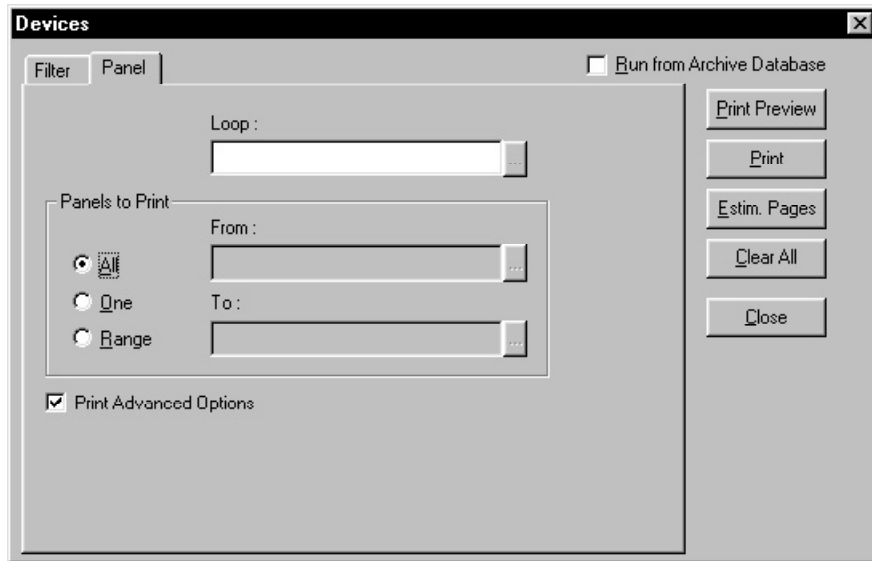 Devices
Filter
Panel
Run from Archive Database
Loop :
...
Panels to Print
From :
All
...
One
To :
Range
...
Print Advanced Options
Print Preview
Print
Estim. Pages
Clear All
Close